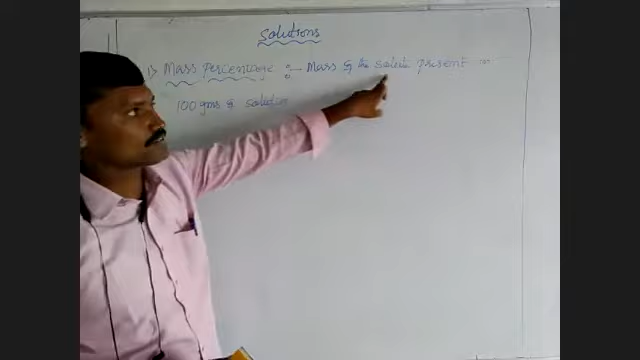 Solutions
1) Mass percentage :- Mass of the solute present in
100 gms of solution